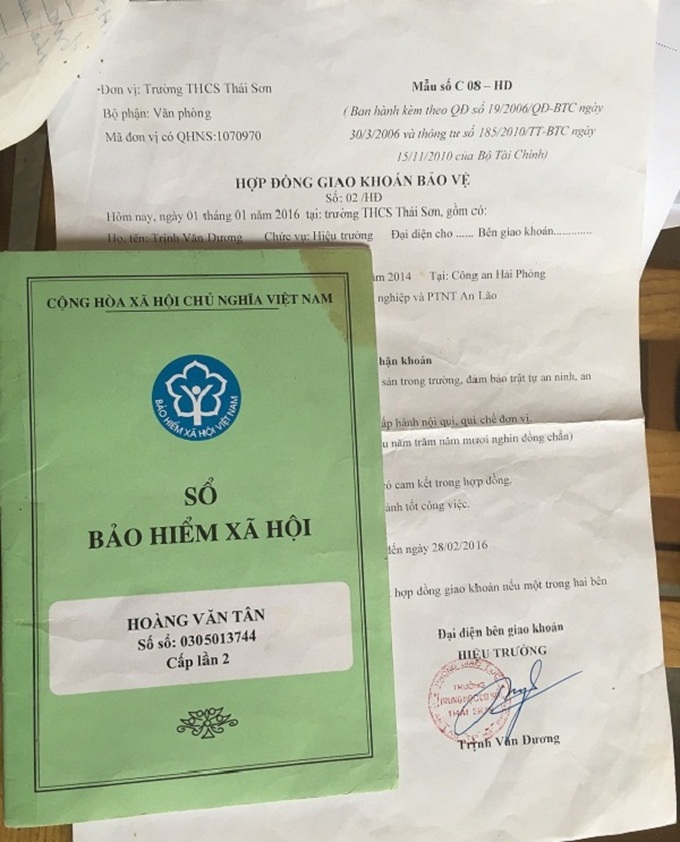 Đơn vị: Trường THCS Thái Sơn
Bộ phận: Văn phòng
Mã đơn vị có QHNS:1070970
Mẫu số C 08 – HD
( Ban hành kèm theo QĐ số 19/2006/QĐ-BTC ngày
30/3/2006 và thông tư số 185/2010/TT-BTC ngày
15/11/2010 của Bộ Tài Chính)
HỢP ĐỒNG GIAO KHOÁN BẢO VỆ
Số: 02 /HĐ
Hôm nay, ngày 01 tháng 01 năm 2016 tại: trường THCS Thái Sơn, gồm có:
Họ, tên: Trịnh Văn Dương Chức vụ: Hiệu trưởng Đại diện cho ...... Bên giao khoán.............
năm 2014 Tại: Công an Hải Phòng
nghiệp và PTNT An Lão
nhận khoán
sản trong trường, đảm bảo trật tự an ninh, an
chấp hành nội qui, qui chế đơn vị.
năm trăm năm mươi nghìn đồng chẵn)
có cam kết trong hợp đồng.
tốt công việc.
đến ngày 28/02/2016
hợp đồng giao khoán nếu một trong hai bên
Đại diện bên giao khoán
HIỆU TRƯỞNG
TRƯỜNG
TRUNG HỌC CƠ SỞ
THÁI SƠN
Trịnh Văn Dương
CỘNG HÒA XÃ HỘI CHỦ NGHĨA VIỆT NAM
BẢO HIỂM XÃ HỘI VIỆT NAM
SỔ
BẢO HIỂM XÃ HỘI
HOÀNG VĂN TÂN
Số sổ: 0305013744
Cấp lần 2